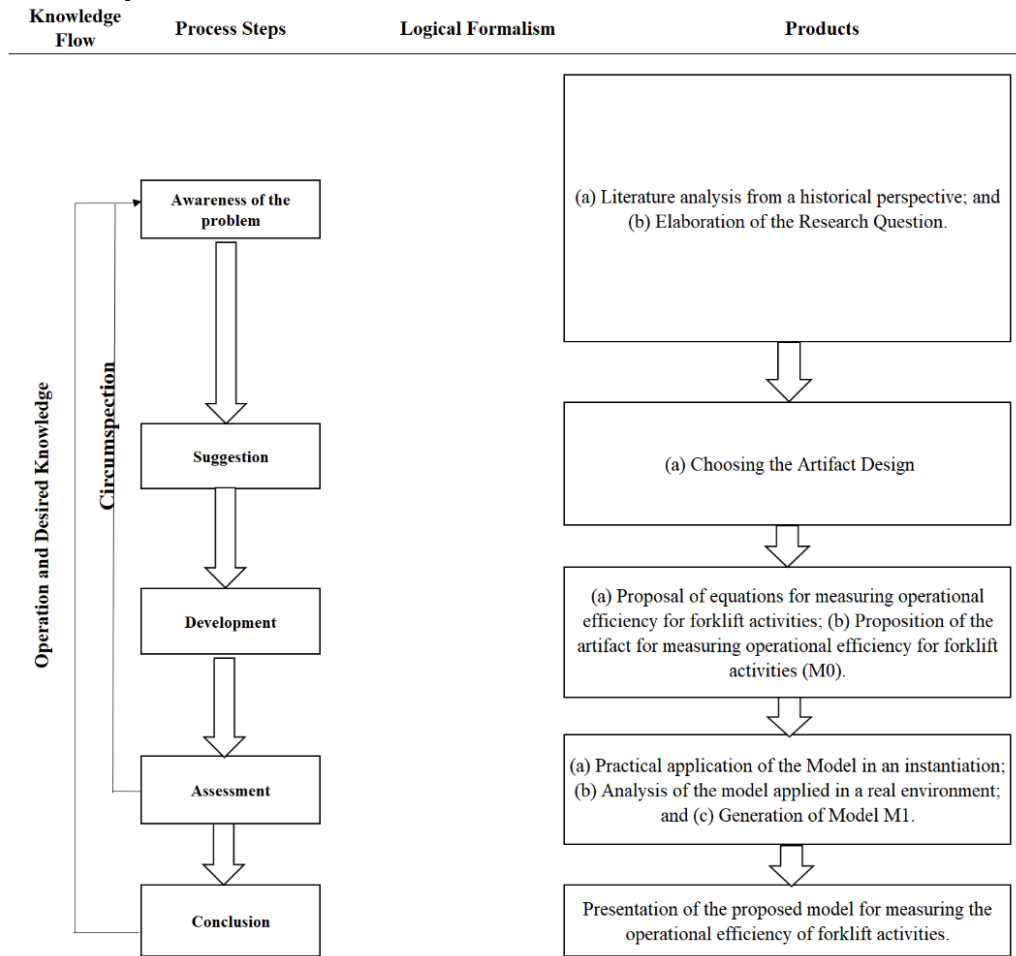 Knowledge
Flow
Process Steps
Logical Formalism
Products
Operation and Desired Knowledge
Circumspection
Awareness of the
problem
(a) Literature analysis from a historical perspective; and
(b) Elaboration of the Research Question.
Suggestion
(a) Choosing the Artifact Design
Development
(a) Proposal of equations for measuring operational
efficiency for forklift activities; (b) Proposition of the
artifact for measuring operational efficiency for forklift
activities (M0).
Assessment
(a) Practical application of the Model in an instantiation;
(b) Analysis of the model applied in a real environment;
and (c) Generation of Model M1.
Conclusion
Presentation of the proposed model for measuring the
operational efficiency of forklift activities.